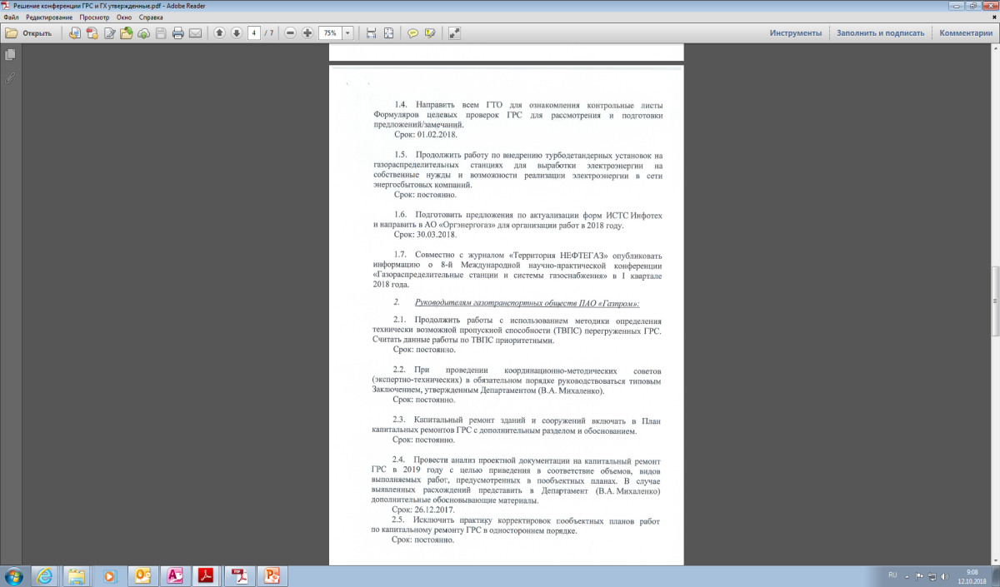 Решение конференции ГРС и ГХ утвержденные.pdf - Adobe Reader
Файл Редактирование Просмотр Окно Справка
Открыть 4 / 7 75% Инструменты Заполнить и подписать Комментарии
1.4. Направить всем ГТО для ознакомления контрольные листы
Формуляров целевых проверок ГРС для рассмотрения и подготовки
предложений/замечаний.
Срок: 01.02.2018.
1.5. Продолжить работу по внедрению турбодетандерных установок на
газораспределительных станциях для выработки электроэнергии на
собственные нужды и возможности реализации электроэнергии в сети
энергосбытовых компаний.
Срок: постоянно.
1.6. Подготовить предложения по актуализации форм ИСТС Инфотех
и направить в АО «Оргэнергогаз» для организации работ в 2018 году.
Срок: 30.03.2018.
1.7. Совместно с журналом «Территория НЕФТЕГАЗ» опубликовать
информацию о 8-й Международной научно-практической конференции
«Газораспределительные станции и системы газоснабжения» в I квартале
2018 года.
2. Руководителям газотранспортных обществ ПАО «Газпром»:
2.1. Продолжить работы с использованием методики определения
технически возможной пропускной способности (ТВПС) перегруженных ГРС.
Считать данные работы по ТВПС приоритетными.
Срок: постоянно.
2.2. При проведении координационно-методических советов
(экспертно-технических) в обязательном порядке руководствоваться типовым
Заключением, утвержденным Департаментом (В.А. Михаленко).
Срок: постоянно.
2.3. Капитальный ремонт зданий и сооружений включать в План
капитальных ремонтов ГРС с дополнительным разделом и обоснованием.
Срок: постоянно.
2.4. Провести анализ проектной документации на капитальный ремонт
ГРС в 2019 году с целью приведения в соответствие объемов, видов
выполняемых работ, предусмотренных в пообъектных планах. В случае
выявленных расхождений представить в Департамент (В.А. Михаленко)
дополнительные обосновывающие материалы.
Срок: 26.12.2017.
2.5. Исключить практику корректировок пообъектных планов работ
по капитальному ремонту ГРС в одностороннем порядке.
Срок: постоянно.
RU 9:08
12.10.2018